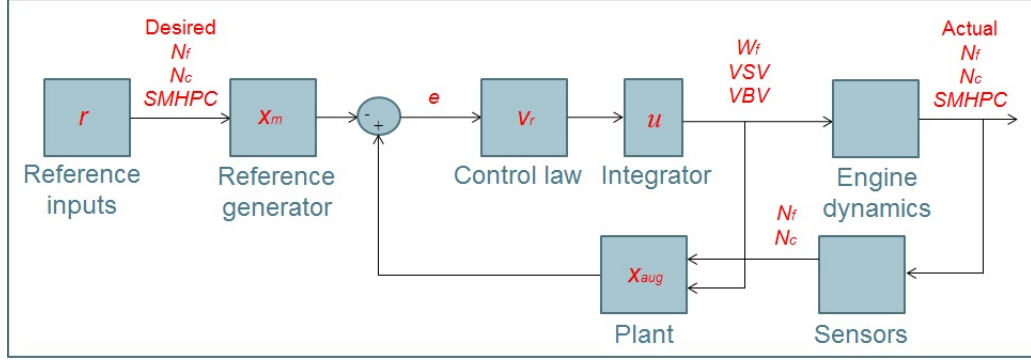 Desired
Nf
Nc
SMHPC
r
Reference
inputs
xm
Reference
generator
-
+
e
vr
Control law
u
Integrator
Wf
VSV
VBV
Engine
dynamics
Actual
Nf
Nc
SMHPC
Nf
Nc
xaug
Plant
Sensors